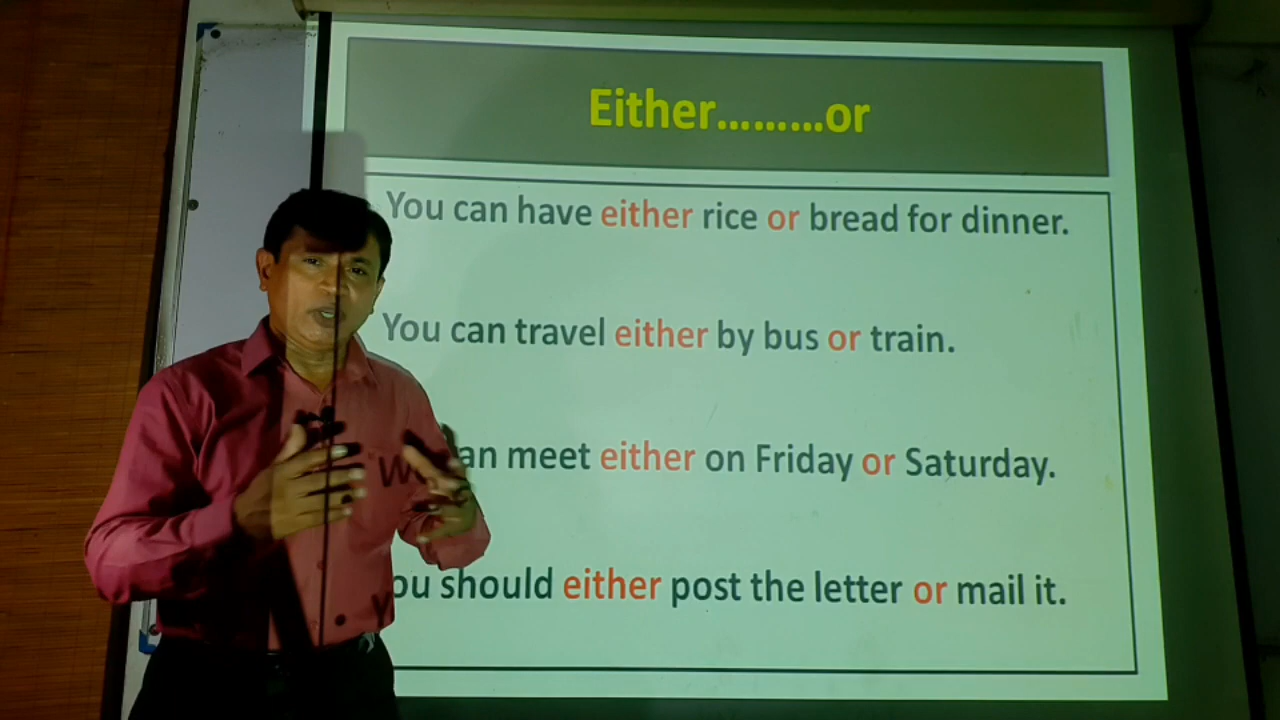 Either.........or
You can have either rice or bread for dinner.
You can travel either by bus or train.
meet either on Friday or Saturday.
You should either post the letter or mail it.